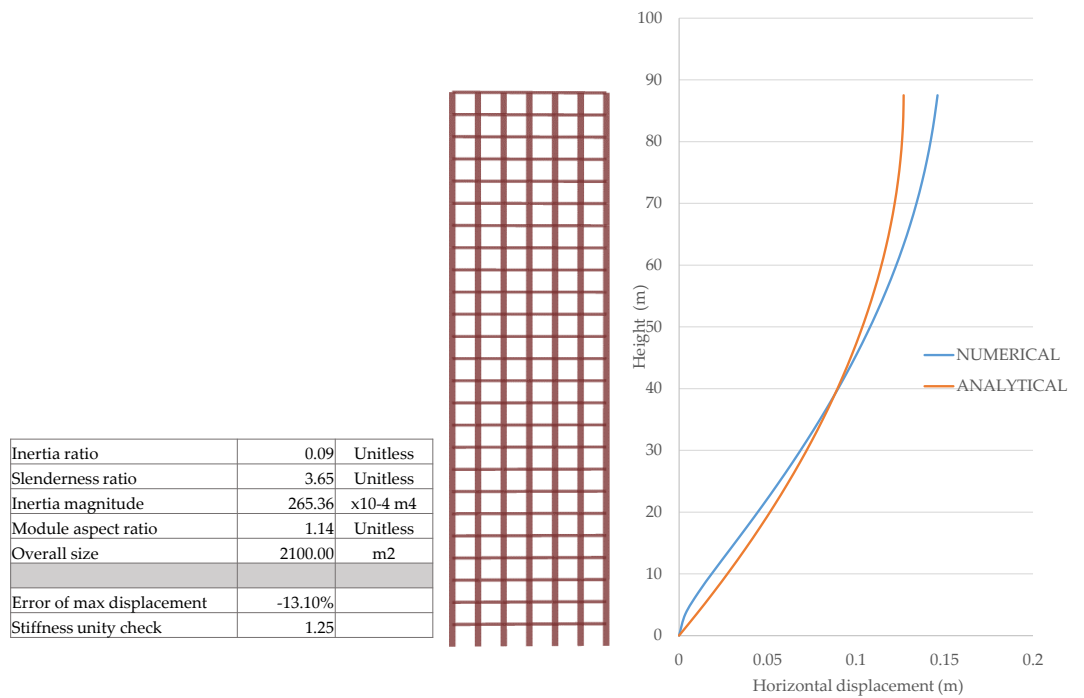 Inertia ratio 0.09 Unitless
Slenderness ratio 3.65 Unitless
Inertia magnitude 265.36 x10-4 m4
Module aspect ratio 1.14 Unitless
Overall size 2100.00 m2
Error of max displacement -13.10%
Stiffness unity check 1.25
100
90
80
70
60
50
40
30
20
10
0
Height (m)
NUMERICAL
ANALYTICAL
0 0.05 0.1 0.15 0.2
Horizontal displacement (m)